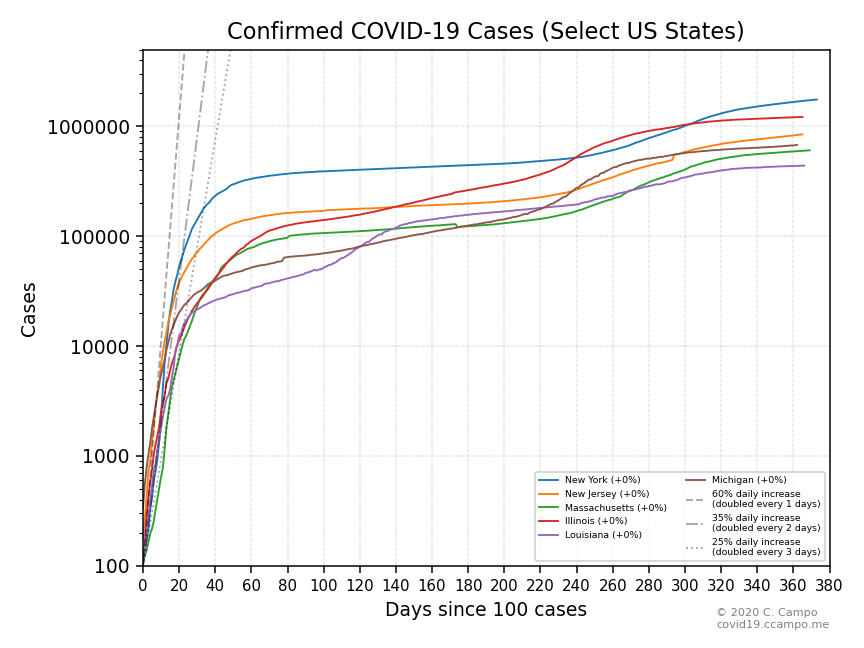 Confirmed COVID-19 Cases (Select US States)
Cases
1000000
100000
10000
1000
100
0 20 40 60 80 100 120 140 160 180 200 220 240 260 280 300 320 340 360 380
Days since 100 cases
New York (+0%)
New Jersey (+0%)
Massachusetts (+0%)
Illinois (+0%)
Louisiana (+0%)
Michigan (+0%)
60% daily increase
(doubled every 1 days)
35% daily increase
(doubled every 2 days)
25% daily increase
(doubled every 3 days)
© 2020 C. Campo
covid19.ccampo.me